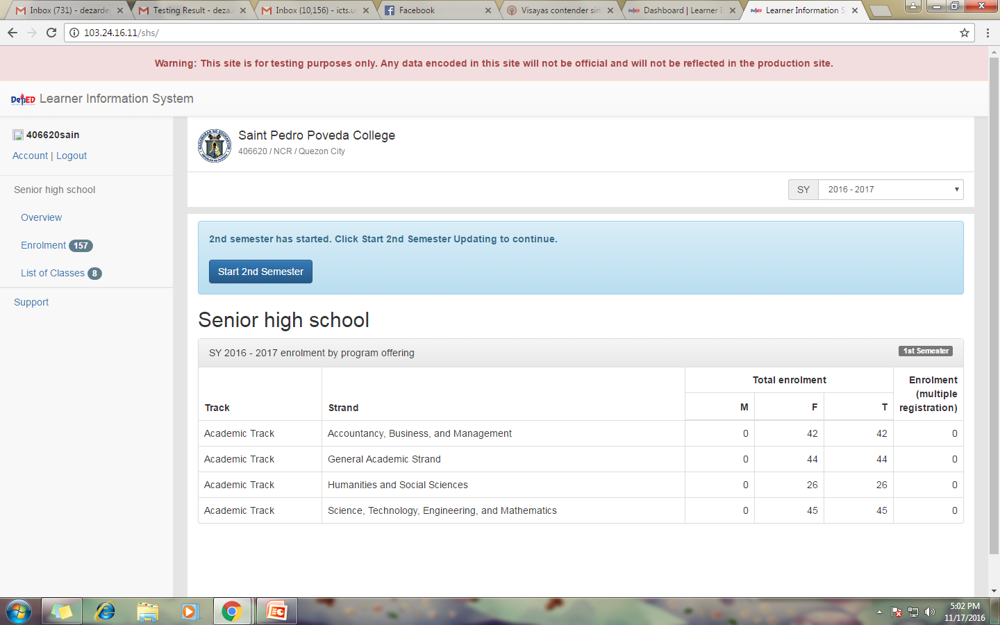 Inbox (731) - dezarde
Testing Result - deza.
Inbox (10,156) - icts.u
Facebook
Visayas contender sin
Dashboard | Learner I
Learner Information S
103.24.16.11/shs/
Warning: This site is for testing purposes only. Any data encoded in this site will not be official and will not be reflected in the production site.
DepED Learner Information System
406620sain
Account | Logout
Senior high school
Overview
Enrolment 157
List of Classes 8
Support
Saint Pedro Poveda College
406620 / NCR / Quezon City
SY 2016 - 2017
2nd semester has started. Click Start 2nd Semester Updating to continue.
Start 2nd Semester
Senior high school
SY 2016 - 2017 enrolment by program offering 1st Semester
Track Strand Total enrolment Enrolment (multiple registration)
M F T
Academic Track Accountancy, Business, and Management 0 42 42 0
Academic Track General Academic Strand 0 44 44 0
Academic Track Humanities and Social Sciences 0 26 26 0
Academic Track Science, Technology, Engineering, and Mathematics 0 45 45 0
5:02 PM
11/17/2016